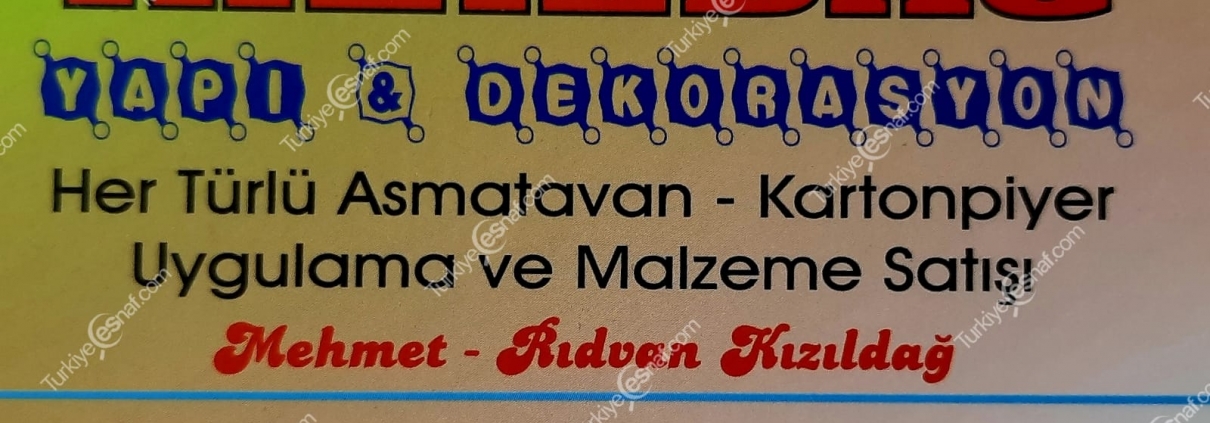 YAPI & DEKORASYON
Her Türlü Asmatavan - Kartonpiyer
Uygulama ve Malzeme Satışı
Mehmet - Rıdvan Kızıldağ